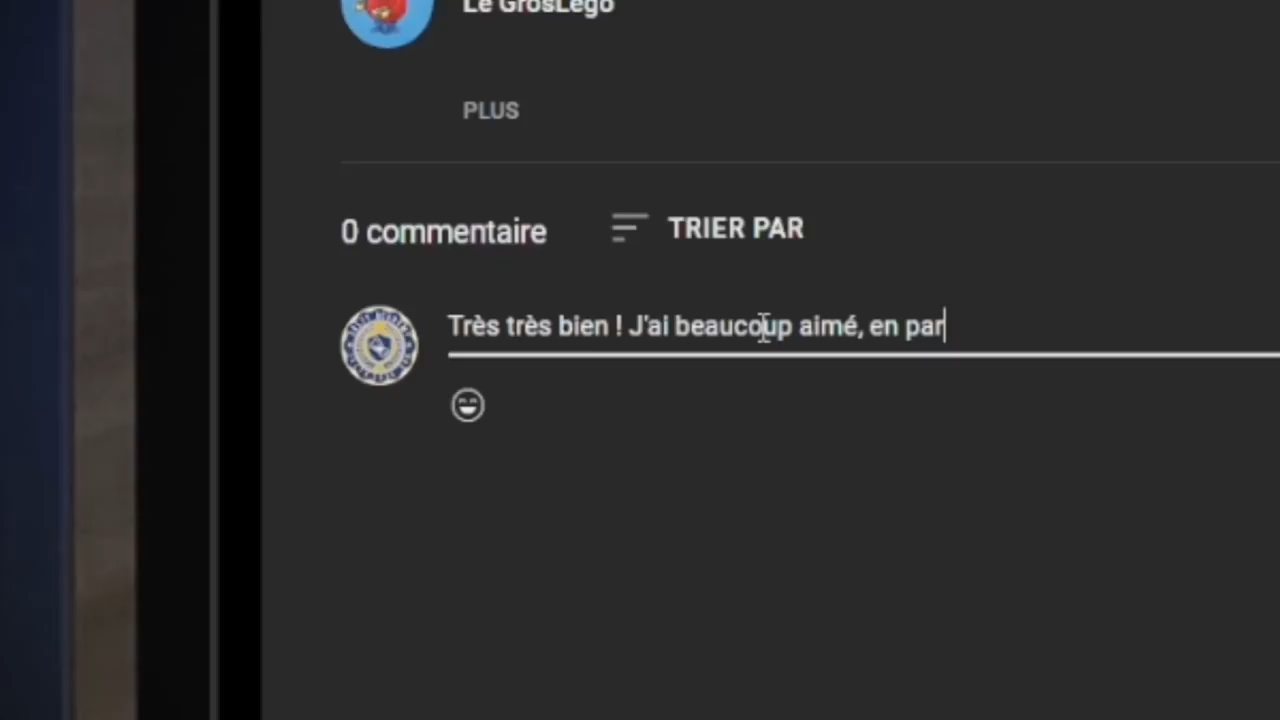 Le GrosLego
PLUS
0 commentaire
TRIER PAR
Très très bien ! J'ai beaucoup aimé, en par